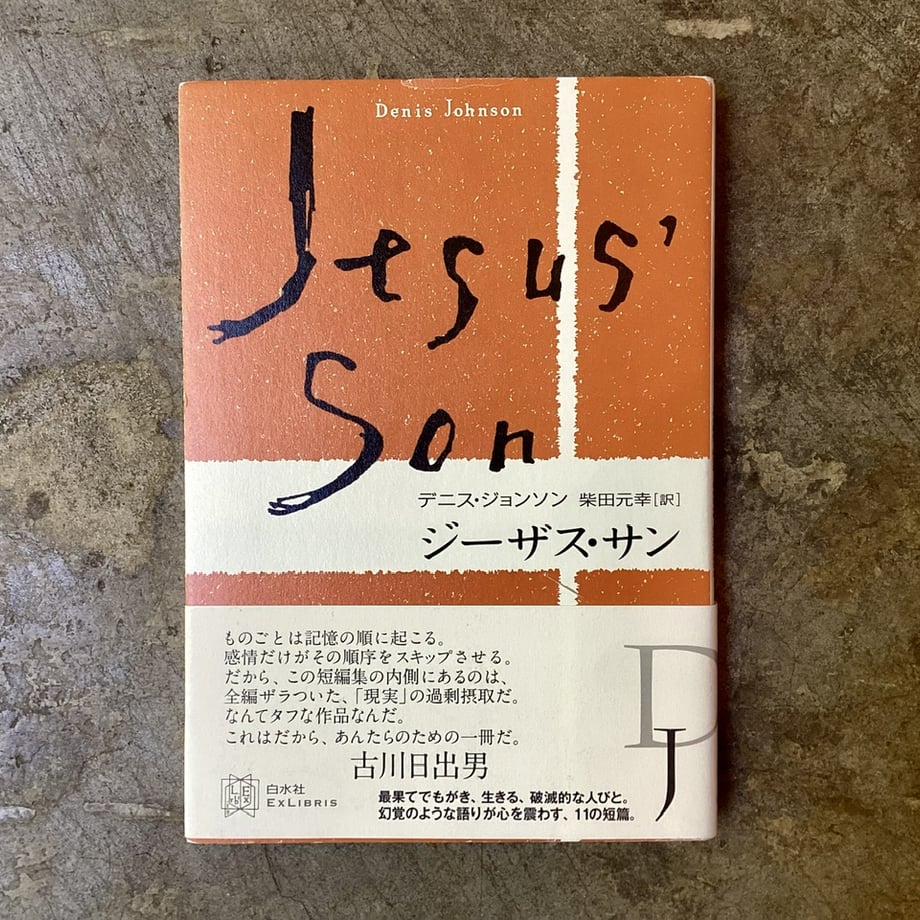 Denis Johnson
Jesus'
Son
デニス・ジョンソン 柴田元幸[訳]
ジーザス・サン
ものごとは記憶の順に起こる。
感情だけがその順序をスキップさせる。
だから、この短編集の内側にあるのは、
全編ザラついた、「現実」の過剰摂取だ。
なんてタフな作品なんだ。
これはだから、あんたらのための一冊だ。
古川日出男
D
J
白水社
EXLIBRIS
最果てでもがき、生きる、破滅的な人びと。
幻覚のような語りが心を震わす、11の短篇。